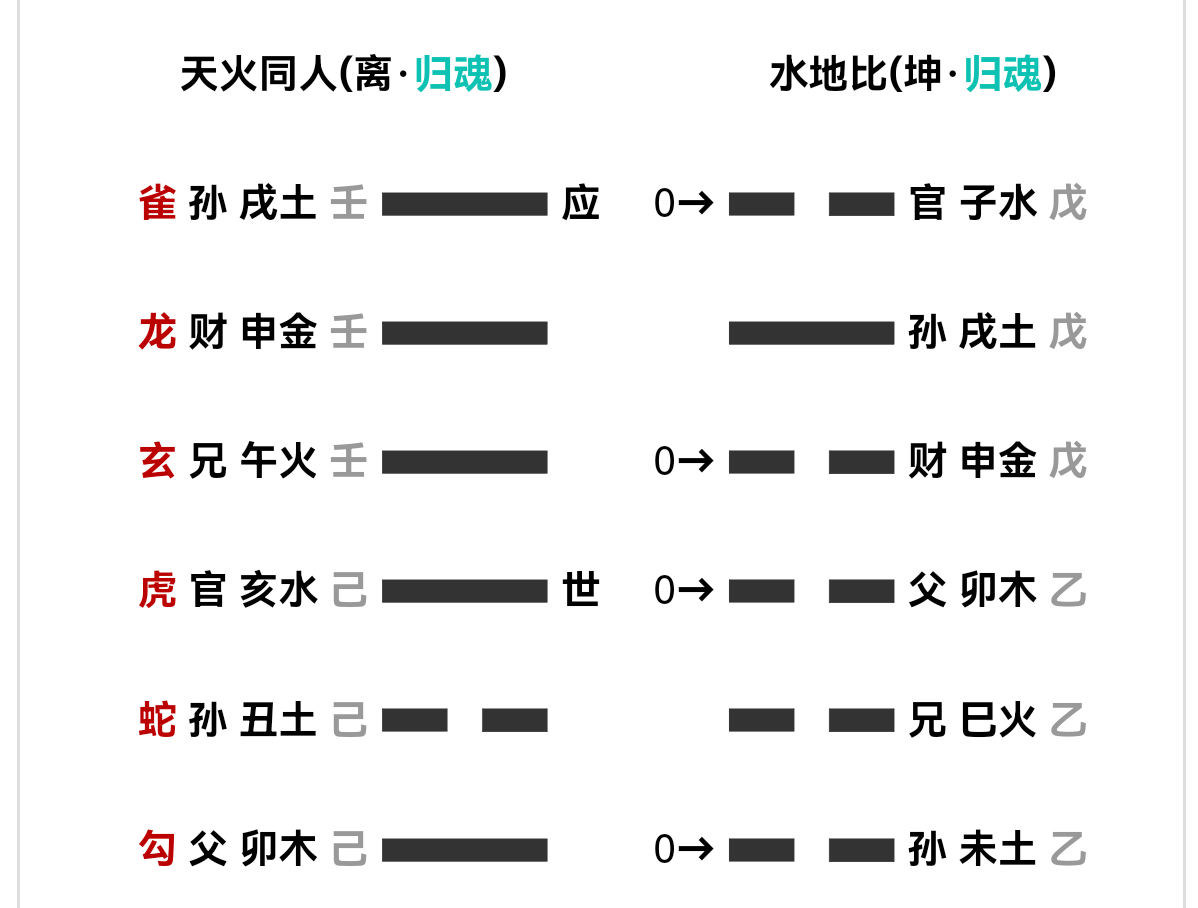 天火同人(离·归魂) 水地比(坤·归魂)
雀 孙 戌土 壬 应 0→ 官 子水 戊
龙 财 申金 壬 孙 戌土 戊
玄 兄 午火 壬 0→ 财 申金 戊
虎 官 亥水 己 世 0→ 父 卯木 乙
蛇 孙 丑土 己 兄 巳火 乙
勾 父 卯木 己 0→ 孙 未土 乙